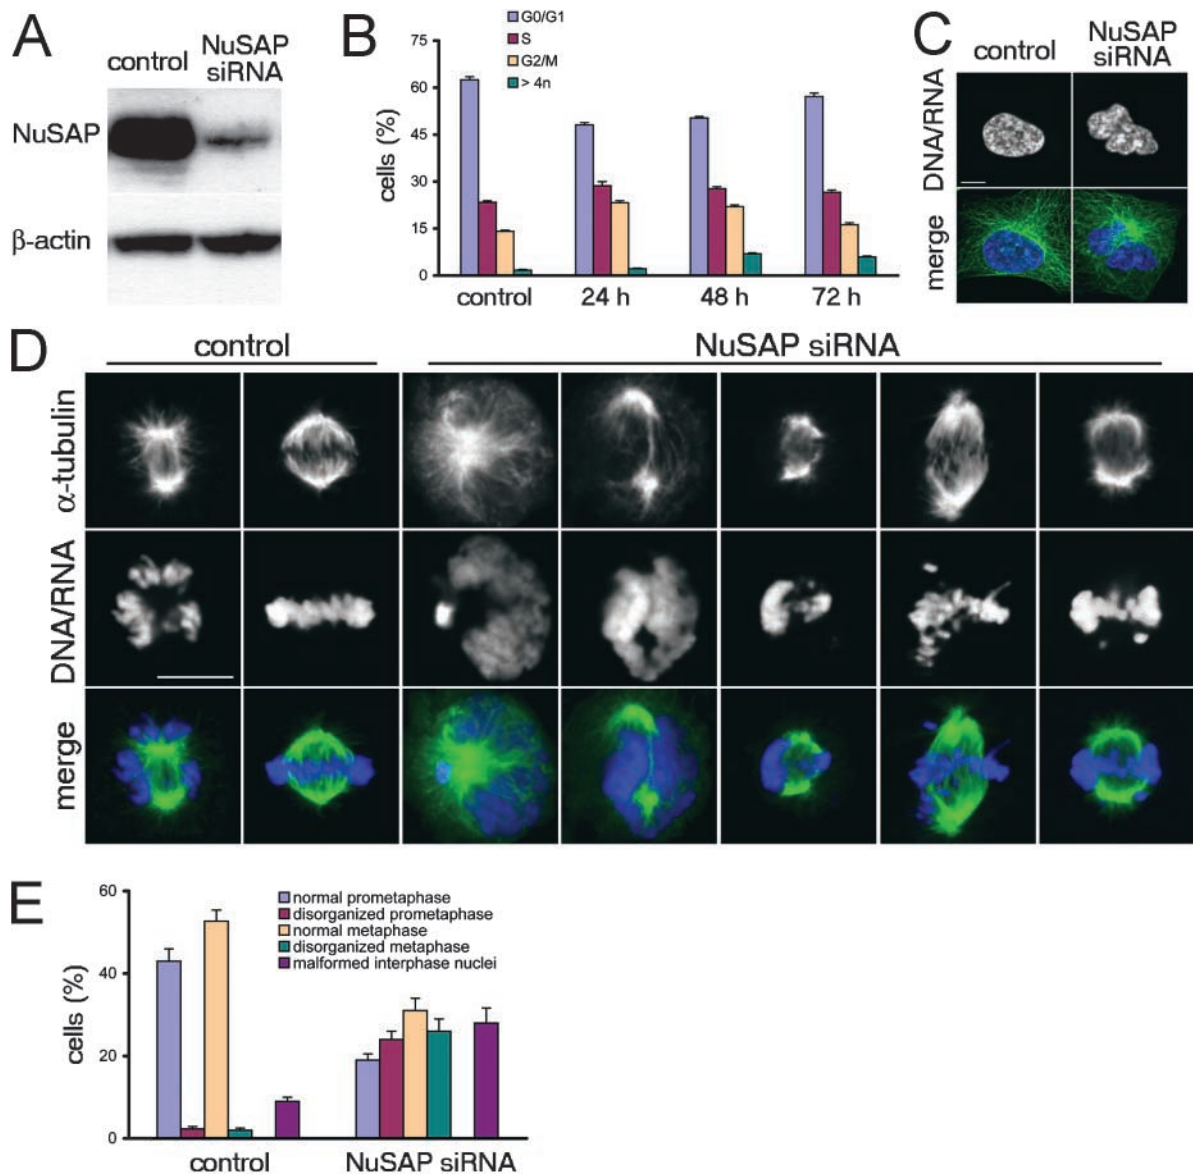 A
control
NuSAP
siRNA
NuSAP
β-actin
B
G0/G1
S
G2/M
> 4n
75
60
45
30
15
0
cells (%)
control
24 h
48 h
72 h
C
control
NuSAP
siRNA
DNA/RNA
merge
D
control
NuSAP siRNA
α-tubulin
DNA/RNA
merge
E
60
40
20
0
cells (%)
normal prometaphase
disorganized prometaphase
normal metaphase
disorganized metaphase
malformed interphase nuclei
control
NuSAP siRNA